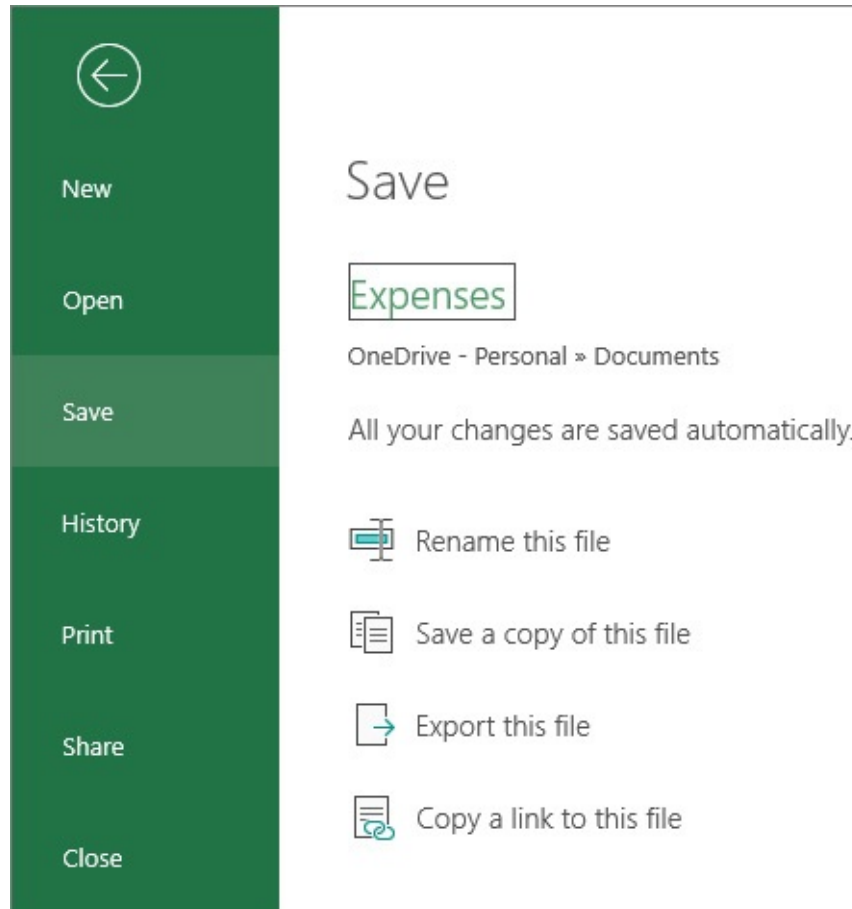 New
Open
Save
History
Print
Share
Close
Save
Expenses
OneDrive - Personal » Documents
All your changes are saved automatically.
Rename this file
Save a copy of this file
Export this file
Copy a link to this file